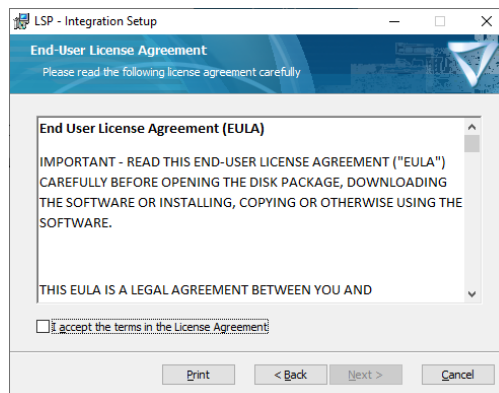 LSP - Integration Setup
End-User License Agreement
Please read the following license agreement carefully
End User License Agreement (EULA)
IMPORTANT - READ THIS END-USER LICENSE AGREEMENT ("EULA")
CAREFULLY BEFORE OPENING THE DISK PACKAGE, DOWNLOADING
THE SOFTWARE OR INSTALLING, COPYING OR OTHERWISE USING THE
SOFTWARE.
THIS EULA IS A LEGAL AGREEMENT BETWEEN YOU AND
I accept the terms in the License Agreement
Print < Back Next > Cancel